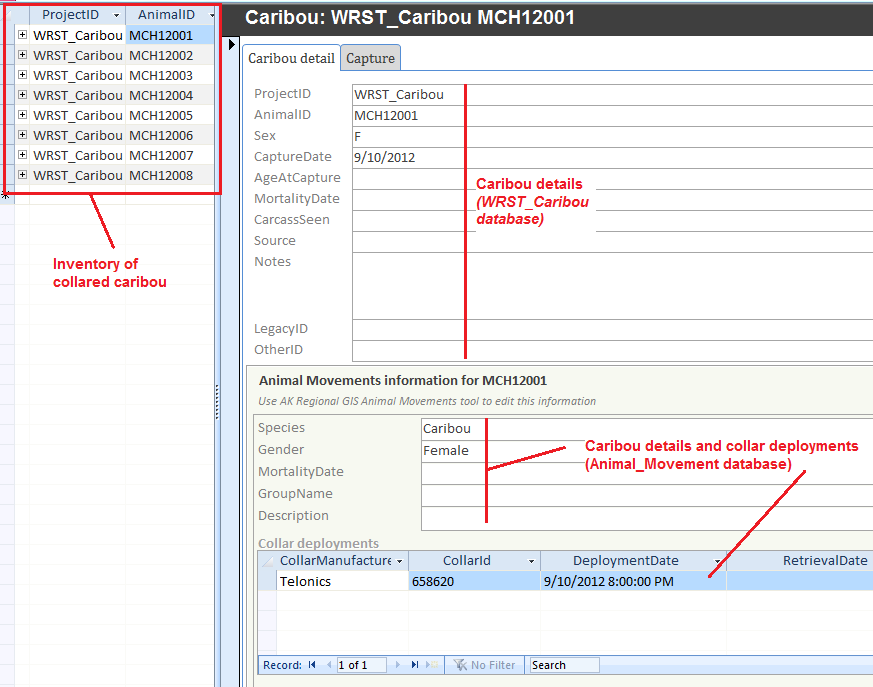 ProjectID AnimalID
WRST_Caribou MCH12001
WRST_Caribou MCH12002
WRST_Caribou MCH12003
WRST_Caribou MCH12004
WRST_Caribou MCH12005
WRST_Caribou MCH12006
WRST_Caribou MCH12007
WRST_Caribou MCH12008
Inventory of
collared caribou
Caribou: WRST_Caribou MCH12001
Caribou detail Capture
ProjectID WRST_Caribou
AnimalID MCH12001
Sex F
CaptureDate 9/10/2012
AgeAtCapture
MortalityDate
CarcassSeen
Source
Notes
LegacyID
OtherID
Caribou details
(WRST_Caribou
database)
Animal Movements information for MCH12001
Use AK Regional GIS Animal Movements tool to edit this information
Species Caribou
Gender Female
MortalityDate
GroupName
Description
Caribou details and collar deployments
(Animal_Movement database)
Collar deployments
CollarManufacture CollarId DeploymentDate RetrievalDate
Telonics 658620 9/10/2012 8:00:00 PM
Record: 1 of 1 No Filter Search